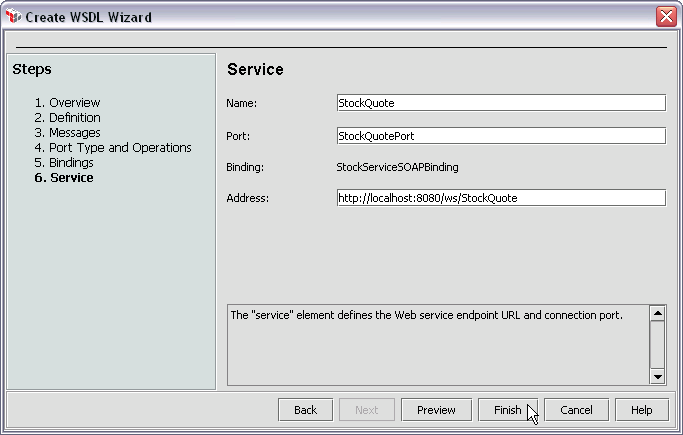 Create WSDL Wizard
Steps
1. Overview
2. Definition
3. Messages
4. Port Type and Operations
5. Bindings
6. Service
Service
Name: StockQuote
Port: StockQuotePort
Binding: StockServiceSOAPBinding
Address: http://localhost:8080/ws/StockQuote
The "service" element defines the Web service endpoint URL and connection port.
Back Next Preview Finish Cancel Help